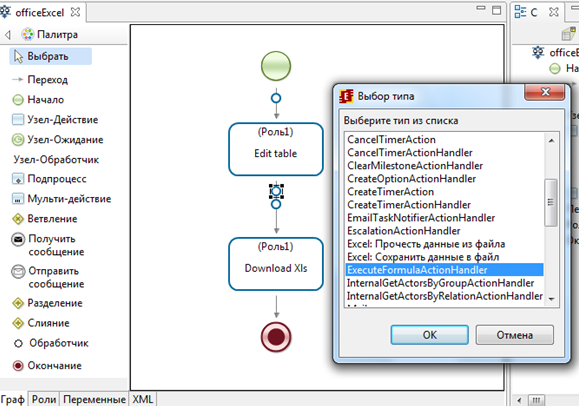 officeExcel
С
Палитра
Выбрать
Переход
Начало
Узел-Действие
Узел-Ожидание
Узел-Обработчик
Подпроцесс
Мульти-действие
Ветвление
Получить
сообщение
Отправить
сообщение
Разделение
Слияние
Обработчик
Окончание
(Роль1)
Edit table
(Роль1)
Download Xls
Выбор типа
Выберите тип из списка
CancelTimerAction
CancelTimerActionHandler
ClearMilestoneActionHandler
CreateOptionActionHandler
CreateTimerAction
CreateTimerActionHandler
EmailTaskNotifierActionHandler
EscalationActionHandler
Excel: Прочесть данные из файла
Excel: Сохранить данные в файл
ExecuteFormulaActionHandler
InternalGetActorsByGroupActionHandler
InternalGetActorsByRelationActionHandler
OK
Отмена
officeE
На
Граф Роли Переменные XML